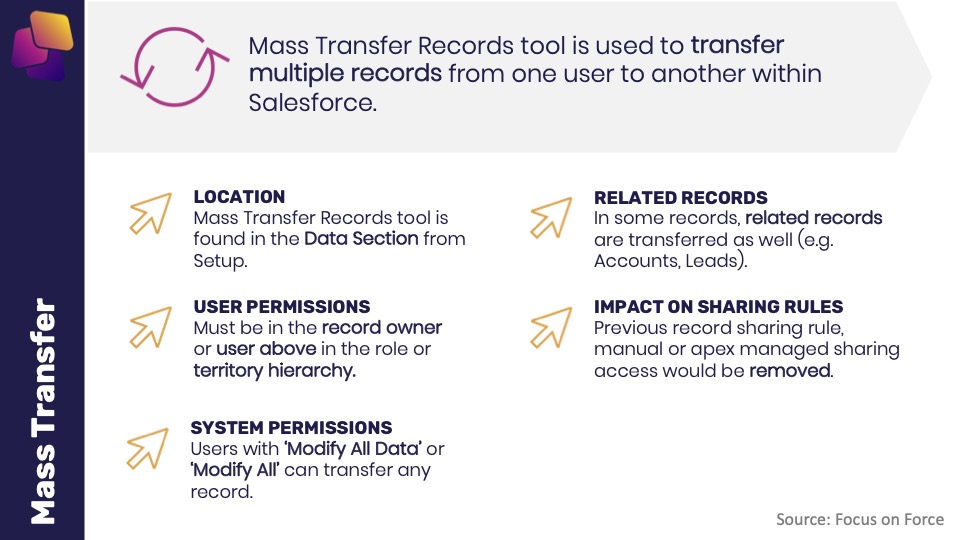 Mass Transfer
Mass Transfer Records tool is used to transfer
multiple records from one user to another within
Salesforce.
LOCATION
Mass Transfer Records tool is
found in the Data Section from
Setup.
USER PERMISSIONS
Must be in the record owner
or user above in the role or
territory hierarchy.
SYSTEM PERMISSIONS
Users with ‘Modify All Data’ or
‘Modify All’ can transfer any
record.
RELATED RECORDS
In some records, related records
are transferred as well (e.g.
Accounts, Leads).
IMPACT ON SHARING RULES
Previous record sharing rule,
manual or apex managed sharing
access would be removed.
Source: Focus on Force